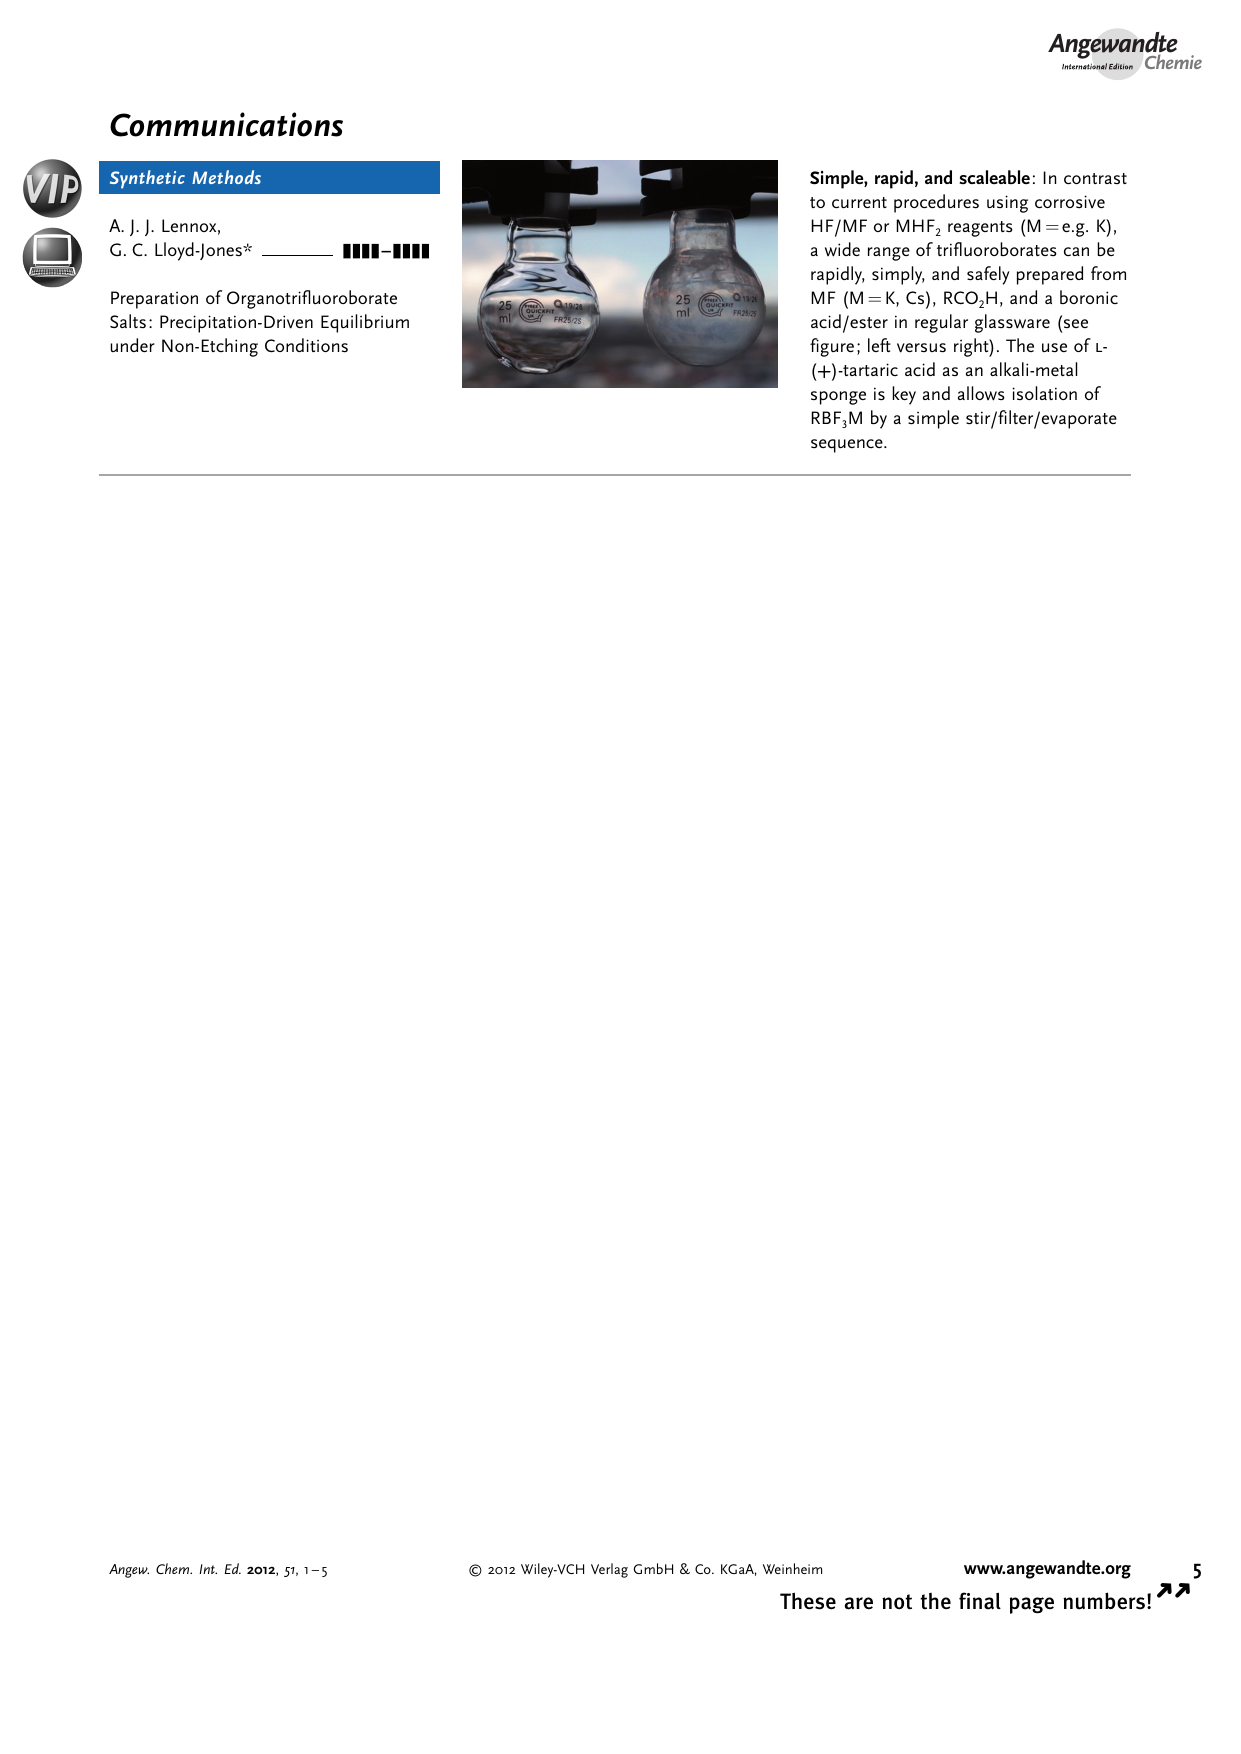 Angewandte
International Edition Chemie
Communications
VIP
Synthetic Methods
A. J. J. Lennox,
G. C. Lloyd-Jones* ▮▮▮▮–▮▮▮▮
Preparation of Organotrifluoroborate
Salts: Precipitation-Driven Equilibrium
under Non-Etching Conditions
25
ml
PYREX
QUICKFIT
Q 19/26
FR25/25
25
ml
PYREX
QUICKFIT
Q 19/26
FR25/25
Simple, rapid, and scaleable: In contrast
to current procedures using corrosive
HF/MF or MHF₂ reagents (M=e.g. K),
a wide range of trifluoroborates can be
rapidly, simply, and safely prepared from
MF (M=K, Cs), RCO₂H, and a boronic
acid/ester in regular glassware (see
figure; left versus right). The use of L-
(+)-tartaric acid as an alkali-metal
sponge is key and allows isolation of
RBF₃M by a simple stir/filter/evaporate
sequence.
Angew. Chem. Int. Ed. 2012, 51, 1–5
© 2012 Wiley-VCH Verlag GmbH & Co. KGaA, Weinheim
www.angewandte.org
5
These are not the final page numbers!